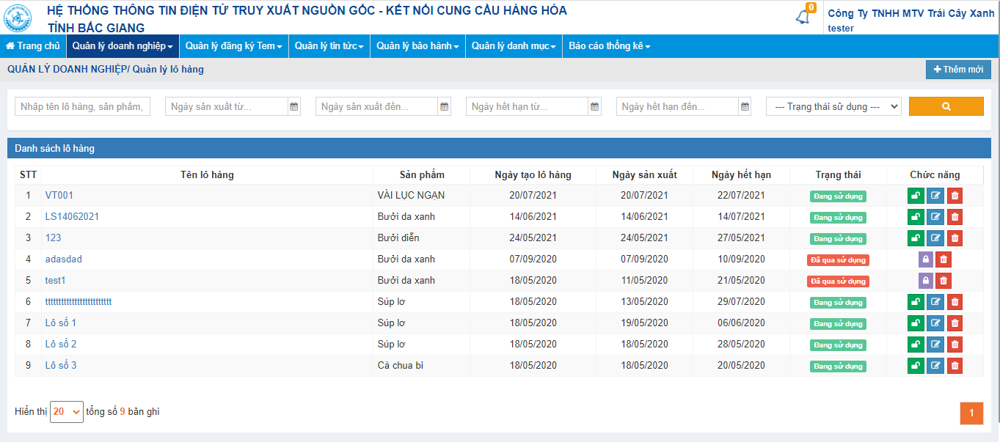 HỆ THỐNG THÔNG TIN ĐIỆN TỬ TRUY XUẤT NGUỒN GỐC - KẾT NỐI CUNG CẦU HÀNG HÓA
TỈNH BẮC GIANG
0
Công Ty TNHH MTV Trái Cây Xanh
tester
Trang chủ Quản lý doanh nghiệp Quản lý đăng ký Tem Quản lý tin tức Quản lý bảo hành Quản lý danh mục Báo cáo thống kê
QUẢN LÝ DOANH NGHIỆP/ Quản lý lô hàng
Thêm mới
Nhập tên lô hàng, sản phẩm, Ngày sản xuất từ... Ngày sản xuất đến... Ngày hết hạn từ... Ngày hết hạn đến... --- Trạng thái sử dụng ---
Danh sách lô hàng
STT Tên lô hàng Sản phẩm Ngày tạo lô hàng Ngày sản xuất Ngày hết hạn Trạng thái Chức năng
1 VT001 VẢI LỤC NGẠN 20/07/2021 20/07/2021 22/07/2021 Đang sử dụng
2 LS14062021 Bưởi da xanh 14/06/2021 14/06/2021 14/07/2021 Đang sử dụng
3 123 Bưởi diễn 24/05/2021 24/05/2021 27/05/2021 Đang sử dụng
4 adasdad Bưởi da xanh 07/09/2020 07/09/2020 10/09/2020 Đã qua sử dụng
5 test1 Bưởi da xanh 18/05/2020 11/05/2020 21/05/2020 Đã qua sử dụng
6 Súp lơ 18/05/2020 13/05/2020 29/07/2020 Đang sử dụng
7 Lô số 1 Súp lơ 18/05/2020 19/05/2020 06/06/2020 Đang sử dụng
8 Lô số 2 Súp lơ 18/05/2020 18/05/2020 28/05/2020 Đang sử dụng
9 Lô số 3 Cà chua bi 18/05/2020 18/05/2020 20/05/2020 Đang sử dụng
Hiển thị 20 tổng số 9 bản ghi
1